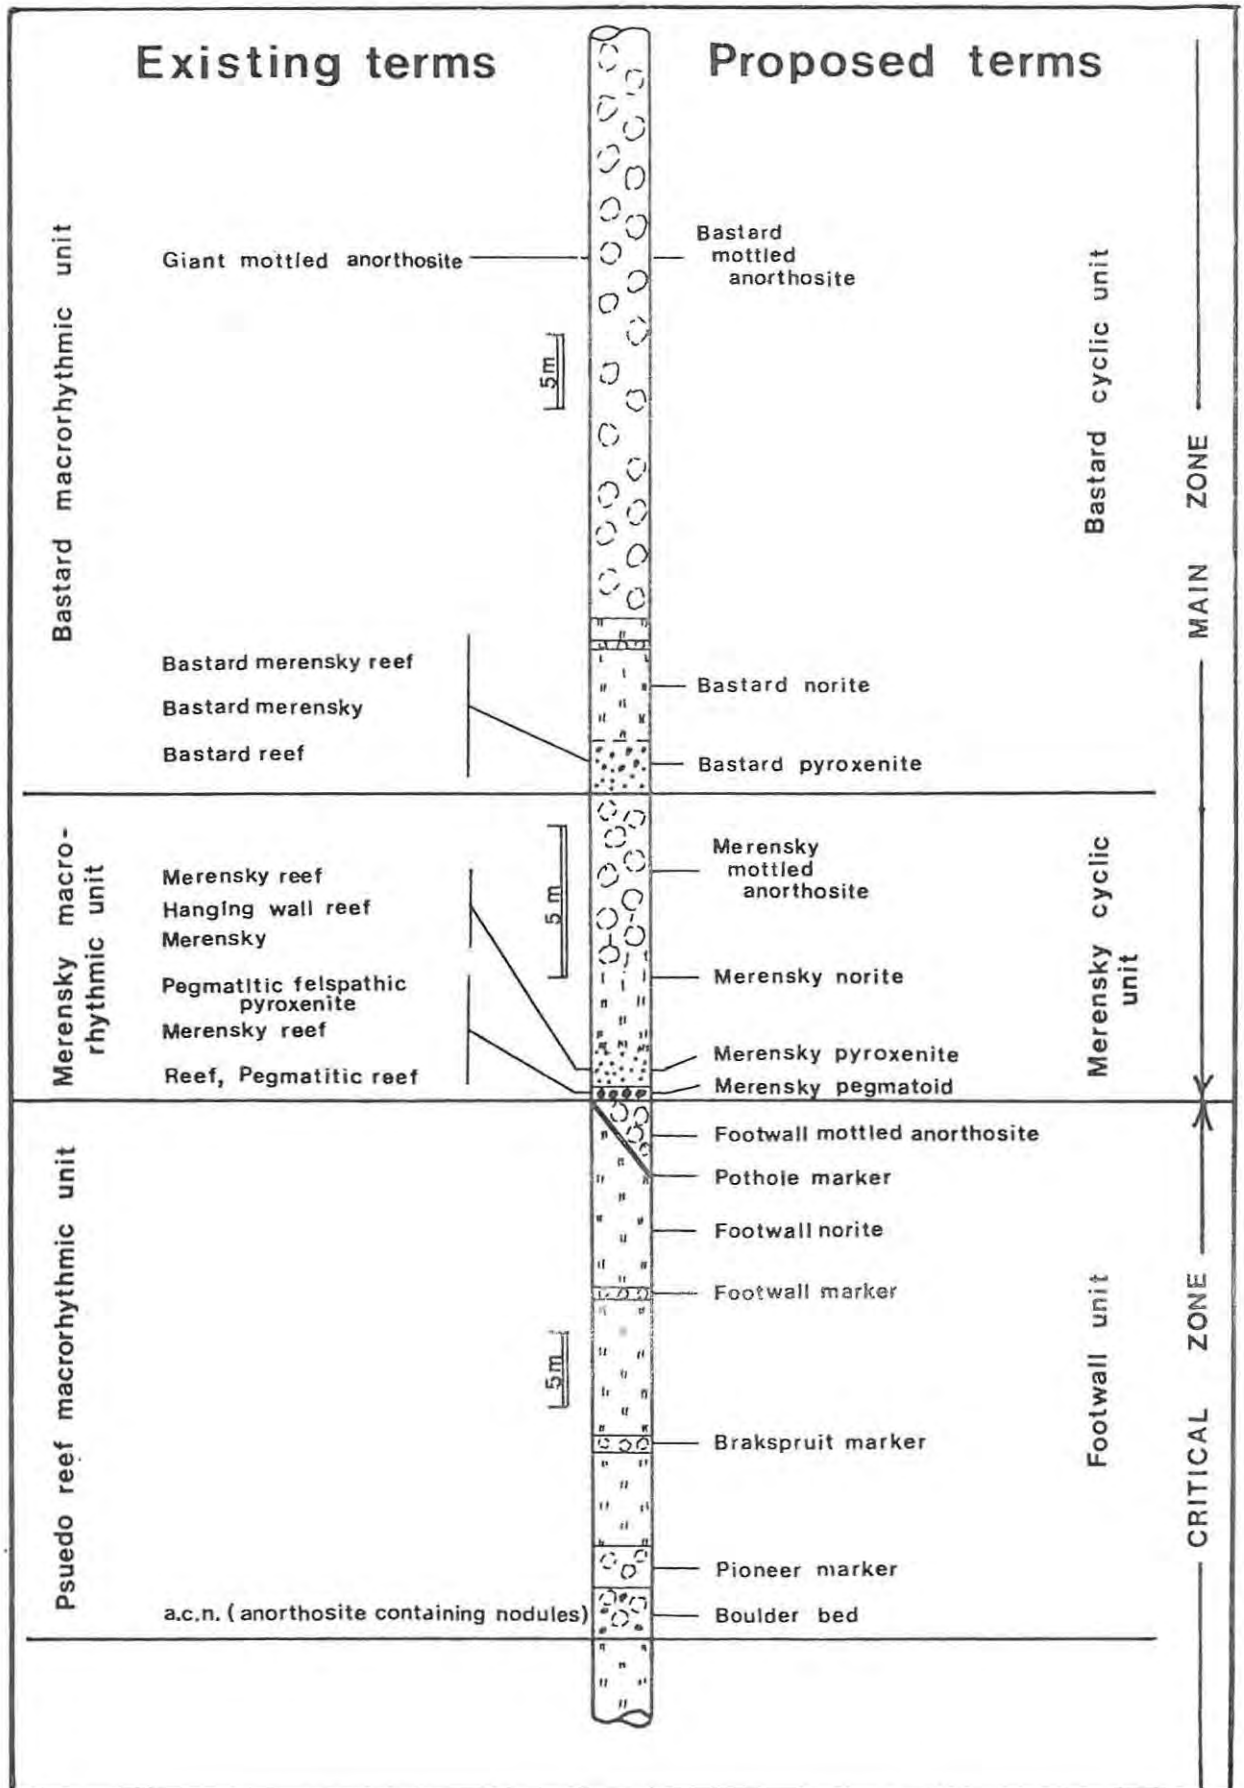 Existing terms
Proposed terms
Bastard macrorhythmic unit
Giant mottled anorthosite
Bastard
mottled
anorthosite
5m
Bastard cyclic unit
MAIN ZONE
Bastard merensky reef
Bastard merensky
Bastard reef
Bastard norite
Bastard pyroxenite
Merensky macro-
rhythmic unit
Merensky reef
Hanging wall reef
Merensky
Pegmatitic felspathic
pyroxenite
Merensky reef
Reef, Pegmatitic reef
5 m
Merensky
mottled
anorthosite
Merensky norite
Merensky pyroxenite
Merensky pegmatoid
Merensky cyclic
unit
Psuedo reef macrorhythmic unit
Footwall mottled anorthosite
Pothole marker
Footwall norite
Footwall marker
5m
Brakspruit marker
Pioneer marker
a.c.n. (anorthosite containing nodules)
Boulder bed
Footwall unit
CRITICAL ZONE